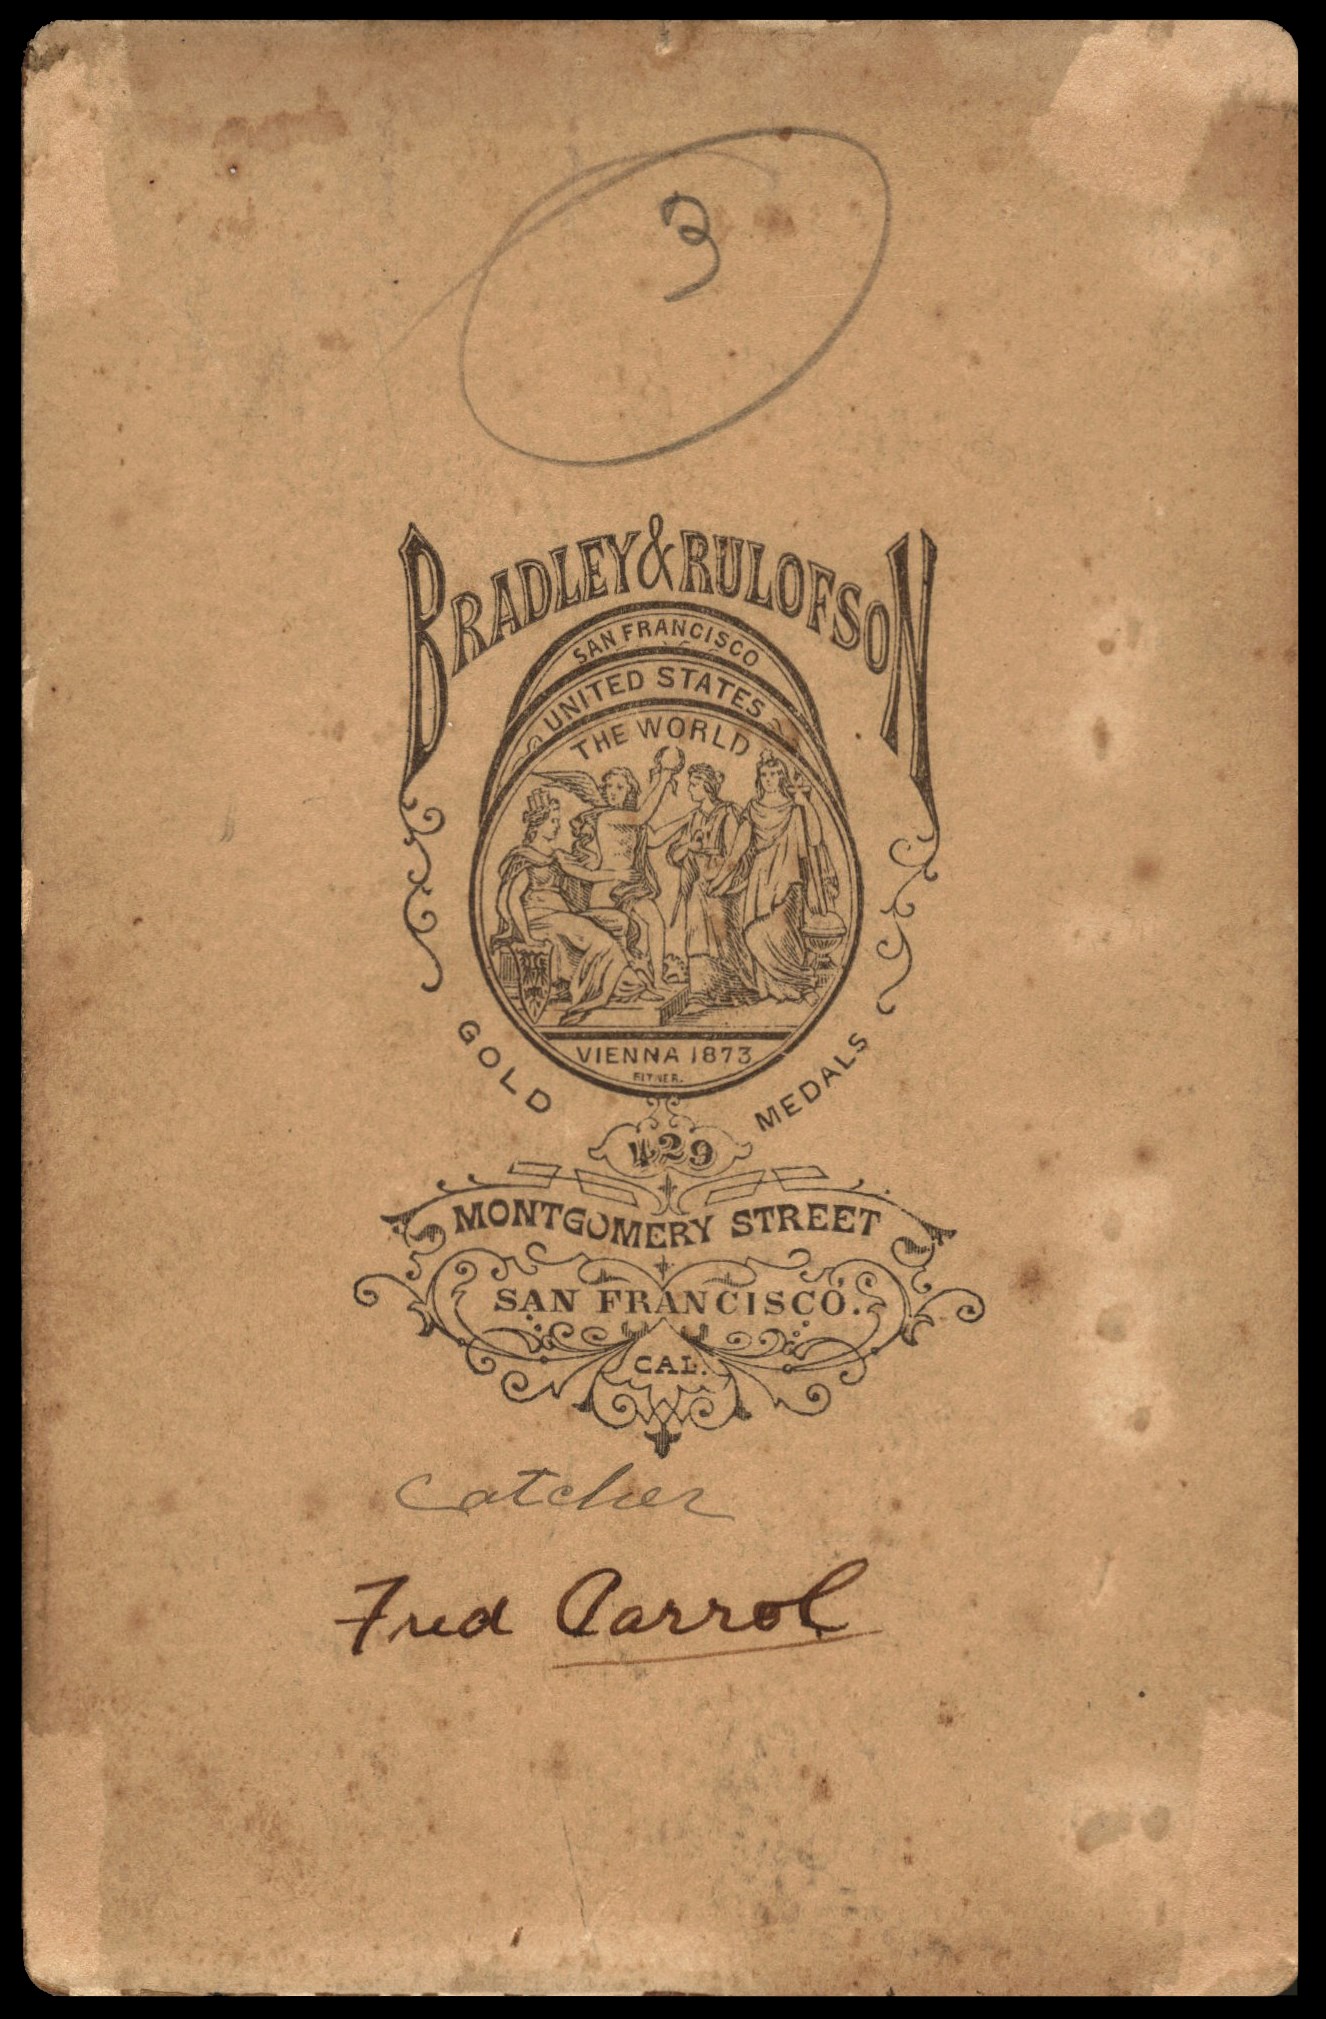 3
BRADLEY & RULOFSON
SAN FRANCISCO
UNITED STATES
THE WORLD
VIENNA 1873
GOLD MEDALS
429
MONTGOMERY STREET
SAN FRANCISCO.
CAL.
Catcher
Fred Carrol